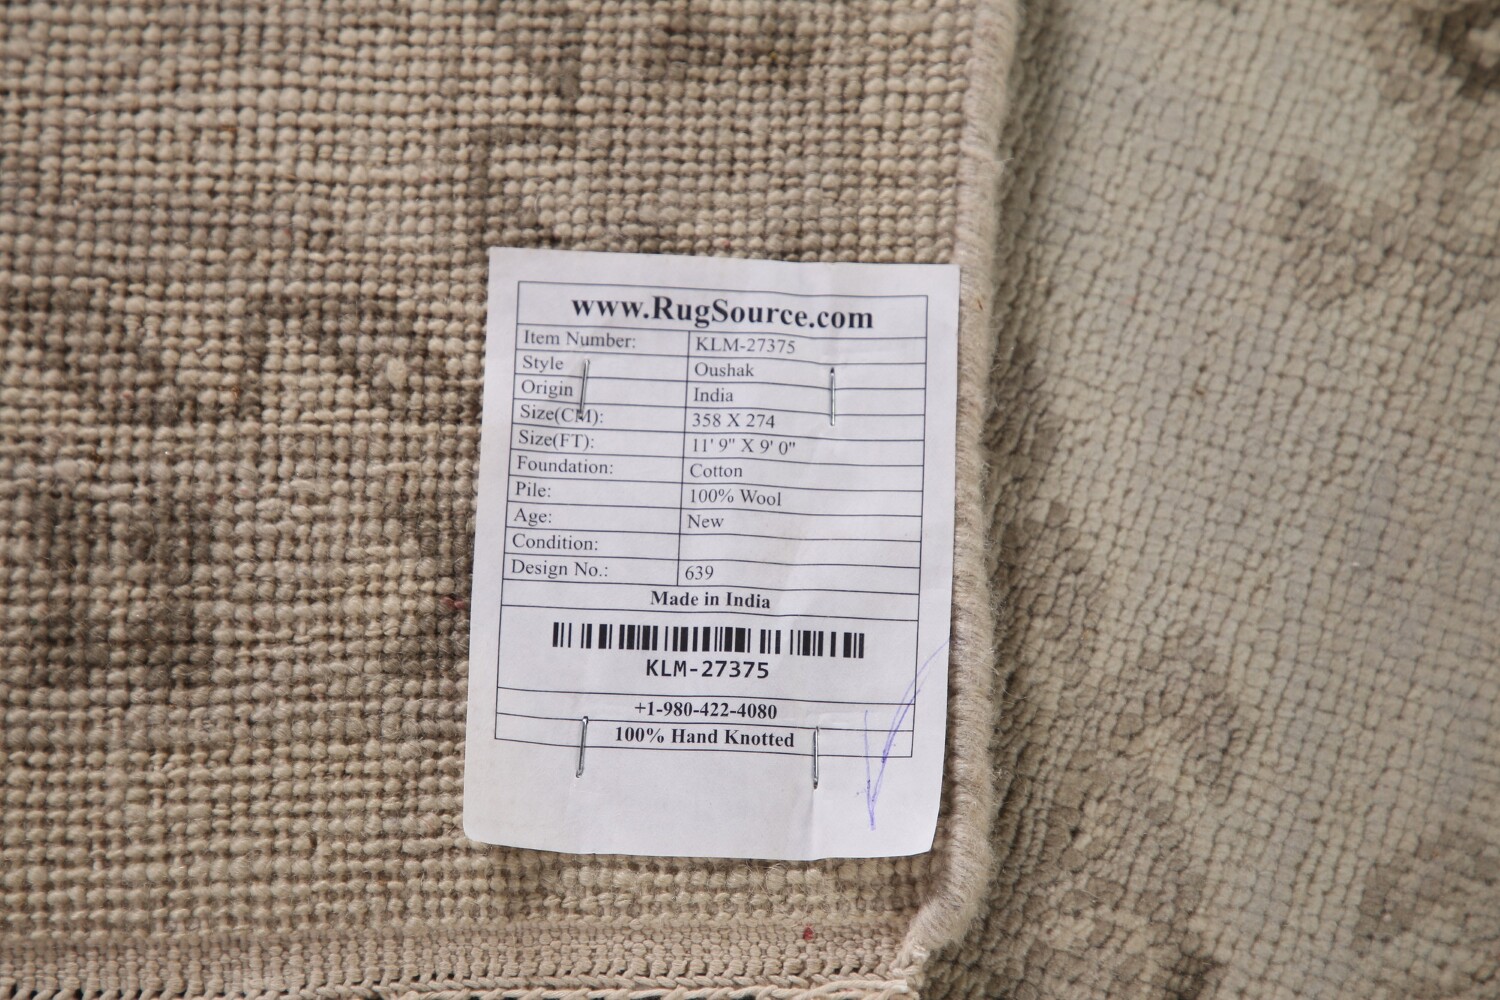 www.RugSource.com
Item Number: KLM-27375
Style Oushak
Origin India
Size(CM): 358 X 274
Size(FT): 11' 9" X 9' 0"
Foundation: Cotton
Pile: 100% Wool
Age: New
Condition:
Design No.: 639
Made in India
KLM-27375
+1-980-422-4080
100% Hand Knotted